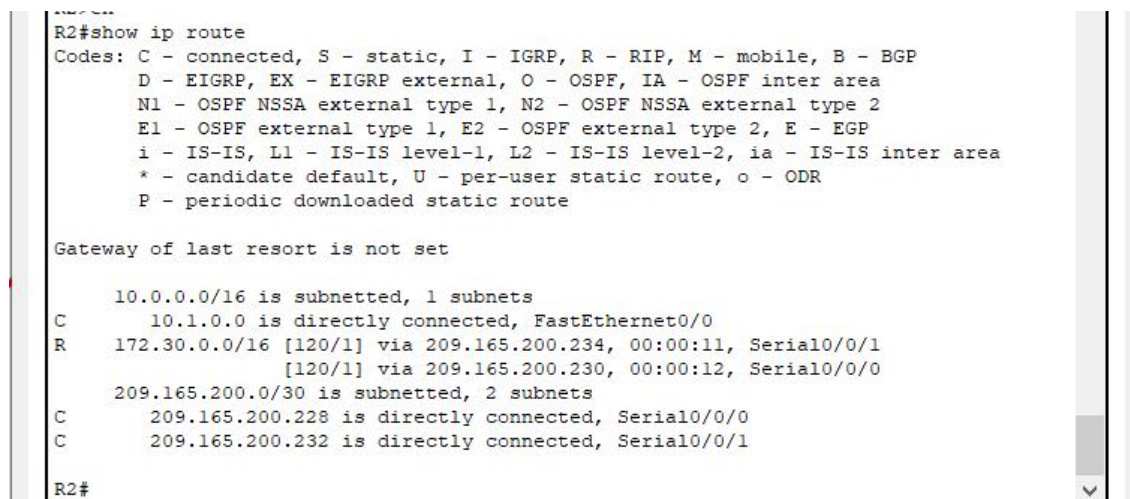 R2#show ip route
Codes: C - connected, S - static, I - IGRP, R - RIP, M - mobile, B - BGP
       D - EIGRP, EX - EIGRP external, O - OSPF, IA - OSPF inter area
       N1 - OSPF NSSA external type 1, N2 - OSPF NSSA external type 2
       E1 - OSPF external type 1, E2 - OSPF external type 2, E - EGP
       i - IS-IS, L1 - IS-IS level-1, L2 - IS-IS level-2, ia - IS-IS inter area
       * - candidate default, U - per-user static route, o - ODR
       P - periodic downloaded static route
Gateway of last resort is not set
     10.0.0.0/16 is subnetted, 1 subnets
C       10.1.0.0 is directly connected, FastEthernet0/0
R    172.30.0.0/16 [120/1] via 209.165.200.234, 00:00:11, Serial0/0/1
                   [120/1] via 209.165.200.230, 00:00:12, Serial0/0/0
     209.165.200.0/30 is subnetted, 2 subnets
C       209.165.200.228 is directly connected, Serial0/0/0
C       209.165.200.232 is directly connected, Serial0/0/1
R2#